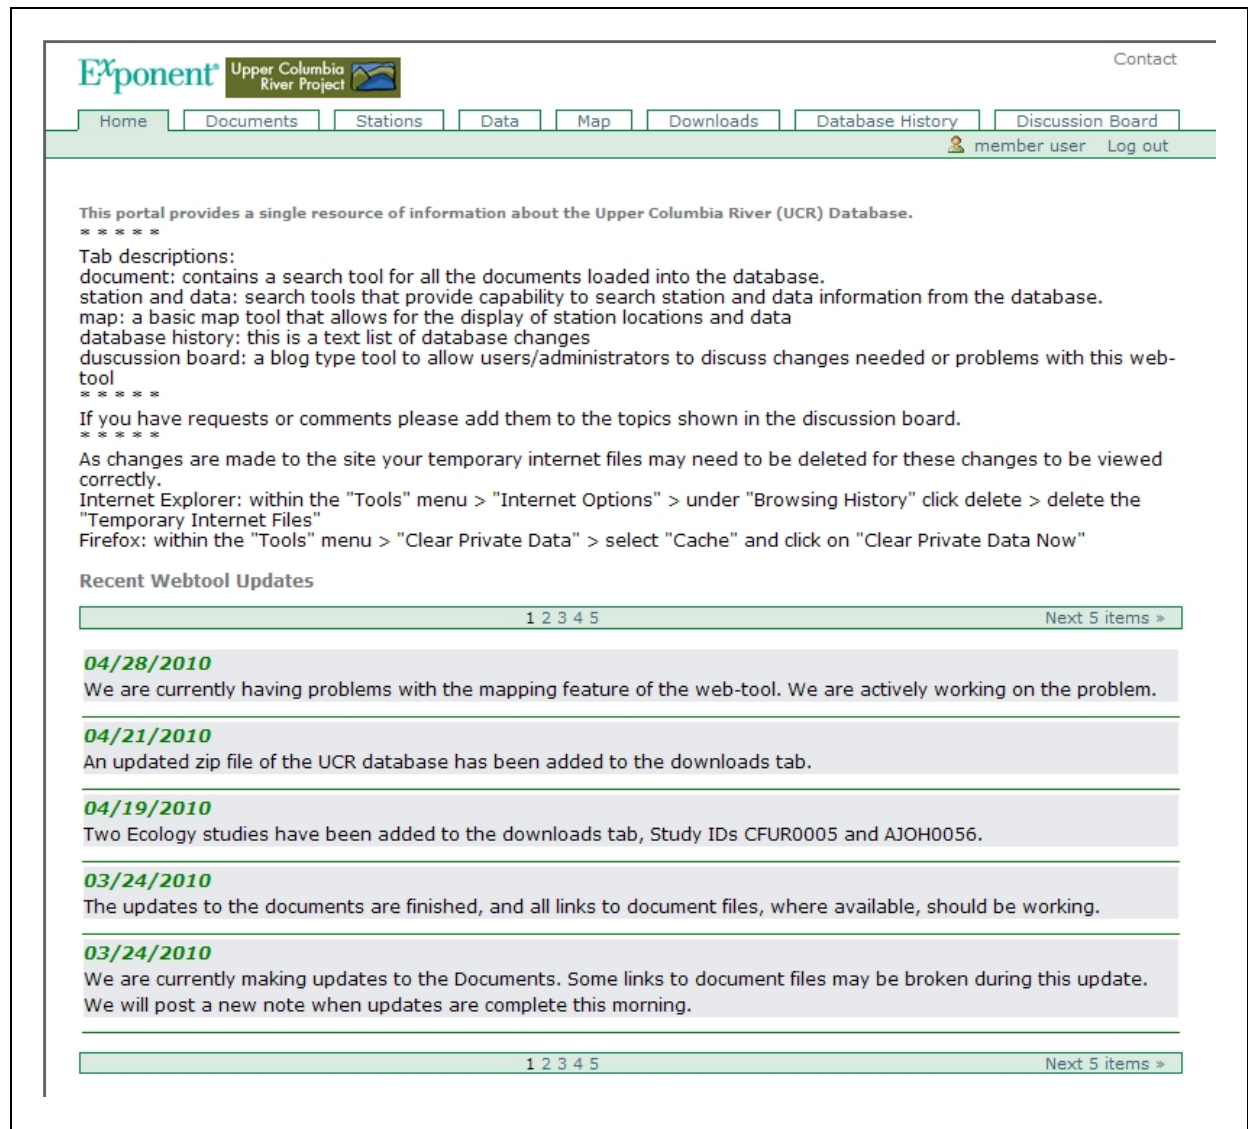 Exponent® Upper Columbia River Project
Contact
Home Documents Stations Data Map Downloads Database History Discussion Board
member user Log out
This portal provides a single resource of information about the Upper Columbia River (UCR) Database.
* * * * *
Tab descriptions:
document: contains a search tool for all the documents loaded into the database.
station and data: search tools that provide capability to search station and data information from the database.
map: a basic map tool that allows for the display of station locations and data
database history: this is a text list of database changes
duscussion board: a blog type tool to allow users/administrators to discuss changes needed or problems with this web-
tool
* * * * *
If you have requests or comments please add them to the topics shown in the discussion board.
* * * * *
As changes are made to the site your temporary internet files may need to be deleted for these changes to be viewed
correctly.
Internet Explorer: within the "Tools" menu > "Internet Options" > under "Browsing History" click delete > delete the
"Temporary Internet Files"
Firefox: within the "Tools" menu > "Clear Private Data" > select "Cache" and click on "Clear Private Data Now"
Recent Webtool Updates
1 2 3 4 5 Next 5 items »
04/28/2010
We are currently having problems with the mapping feature of the web-tool. We are actively working on the problem.
04/21/2010
An updated zip file of the UCR database has been added to the downloads tab.
04/19/2010
Two Ecology studies have been added to the downloads tab, Study IDs CFUR0005 and AJOH0056.
03/24/2010
The updates to the documents are finished, and all links to document files, where available, should be working.
03/24/2010
We are currently making updates to the Documents. Some links to document files may be broken during this update.
We will post a new note when updates are complete this morning.
1 2 3 4 5 Next 5 items »